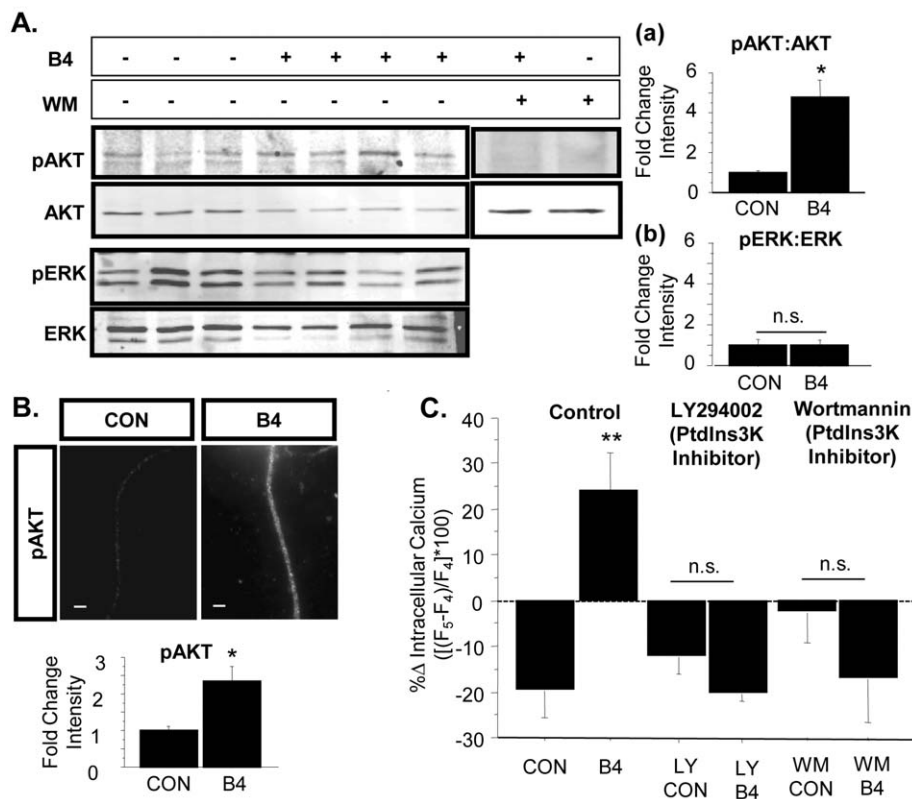 A.
B4 - - - + + + + + -
WM - - - - - - - + +
pAKT
AKT
pERK
ERK
(a)
pAKT:AKT
Fold Change
Intensity
6
4
2
0
*
CON B4
(b)
pERK:ERK
Fold Change
Intensity
6
4
2
0
n.s.
CON B4
B.
CON B4
pAKT
pAKT
Fold Change
Intensity
3
2
1
0
*
CON B4
C.
Control
LY294002
(PtdIns3K
Inhibitor)
Wortmannin
(PtdIns3K
Inhibitor)
%Δ Intracellular Calcium
([(F5-F4)/F4]*100)
40
30
20
10
0
-10
-20
-30
**
n.s.
n.s.
CON
B4
LY
CON
LY
B4
WM
CON
WM
B4